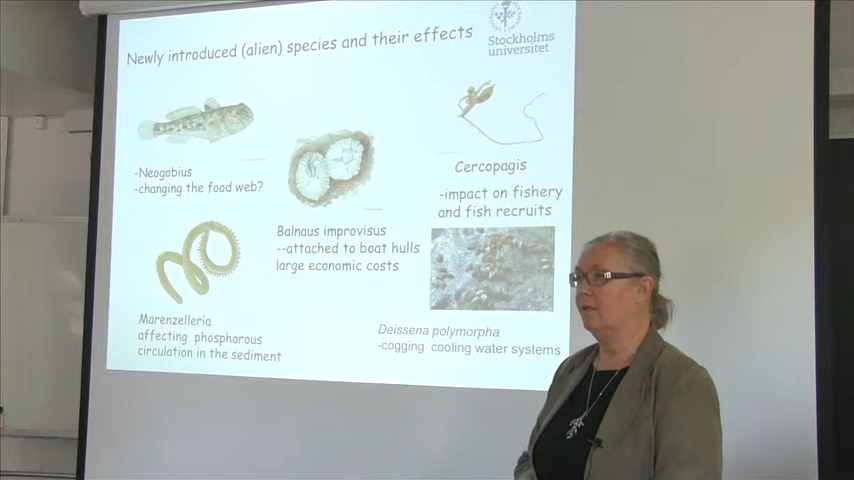 Newly introduced (alien) species and their effects
Stockholms
universitet
-Neogobius
-changing the food web?
Balnaus improvisus
--attached to boat hulls
large economic costs
Cercopagis
-impact on fishery
and fish recruits
Marenzelleria
affecting phosphorous
circulation in the sediment
Deissena polymorpha
-cogging cooling water systems